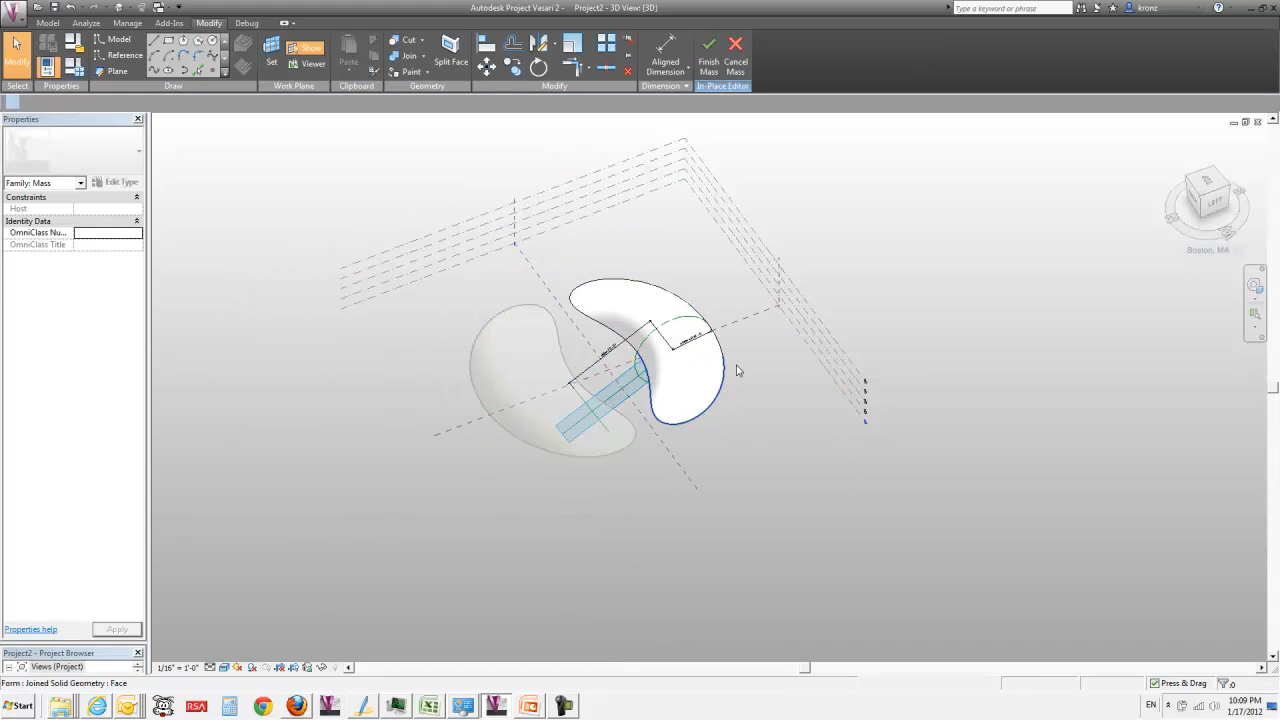 Autodesk Project Vasari 2 - Project2 - 3D View: {3D}
Type a keyword or phrase
kronz
Create Analyze Manage Add-Ins Modify Debug
Modify
Model
Reference
Plane
Set
Show
Viewer
Paste
Cut
Join
Paint
Split Face
Aligned Dimension
Finish Mass
Cancel Mass
Select Properties Draw Work Plane Clipboard Geometry Modify Dimension In-Place Editor
Properties
Family: Mass
Edit Type
Constraints
Host
Identity Data
OmniClass Nu...
OmniClass Title
LEFT
Boston, MA
Properties help
Apply
Project2 - Project Browser
Views (Project)
1/16" = 1'-0"
Form : Joined Solid Geometry : Face
Press & Drag
:0
Start
RSA
EN
10:09 PM
1/17/2012